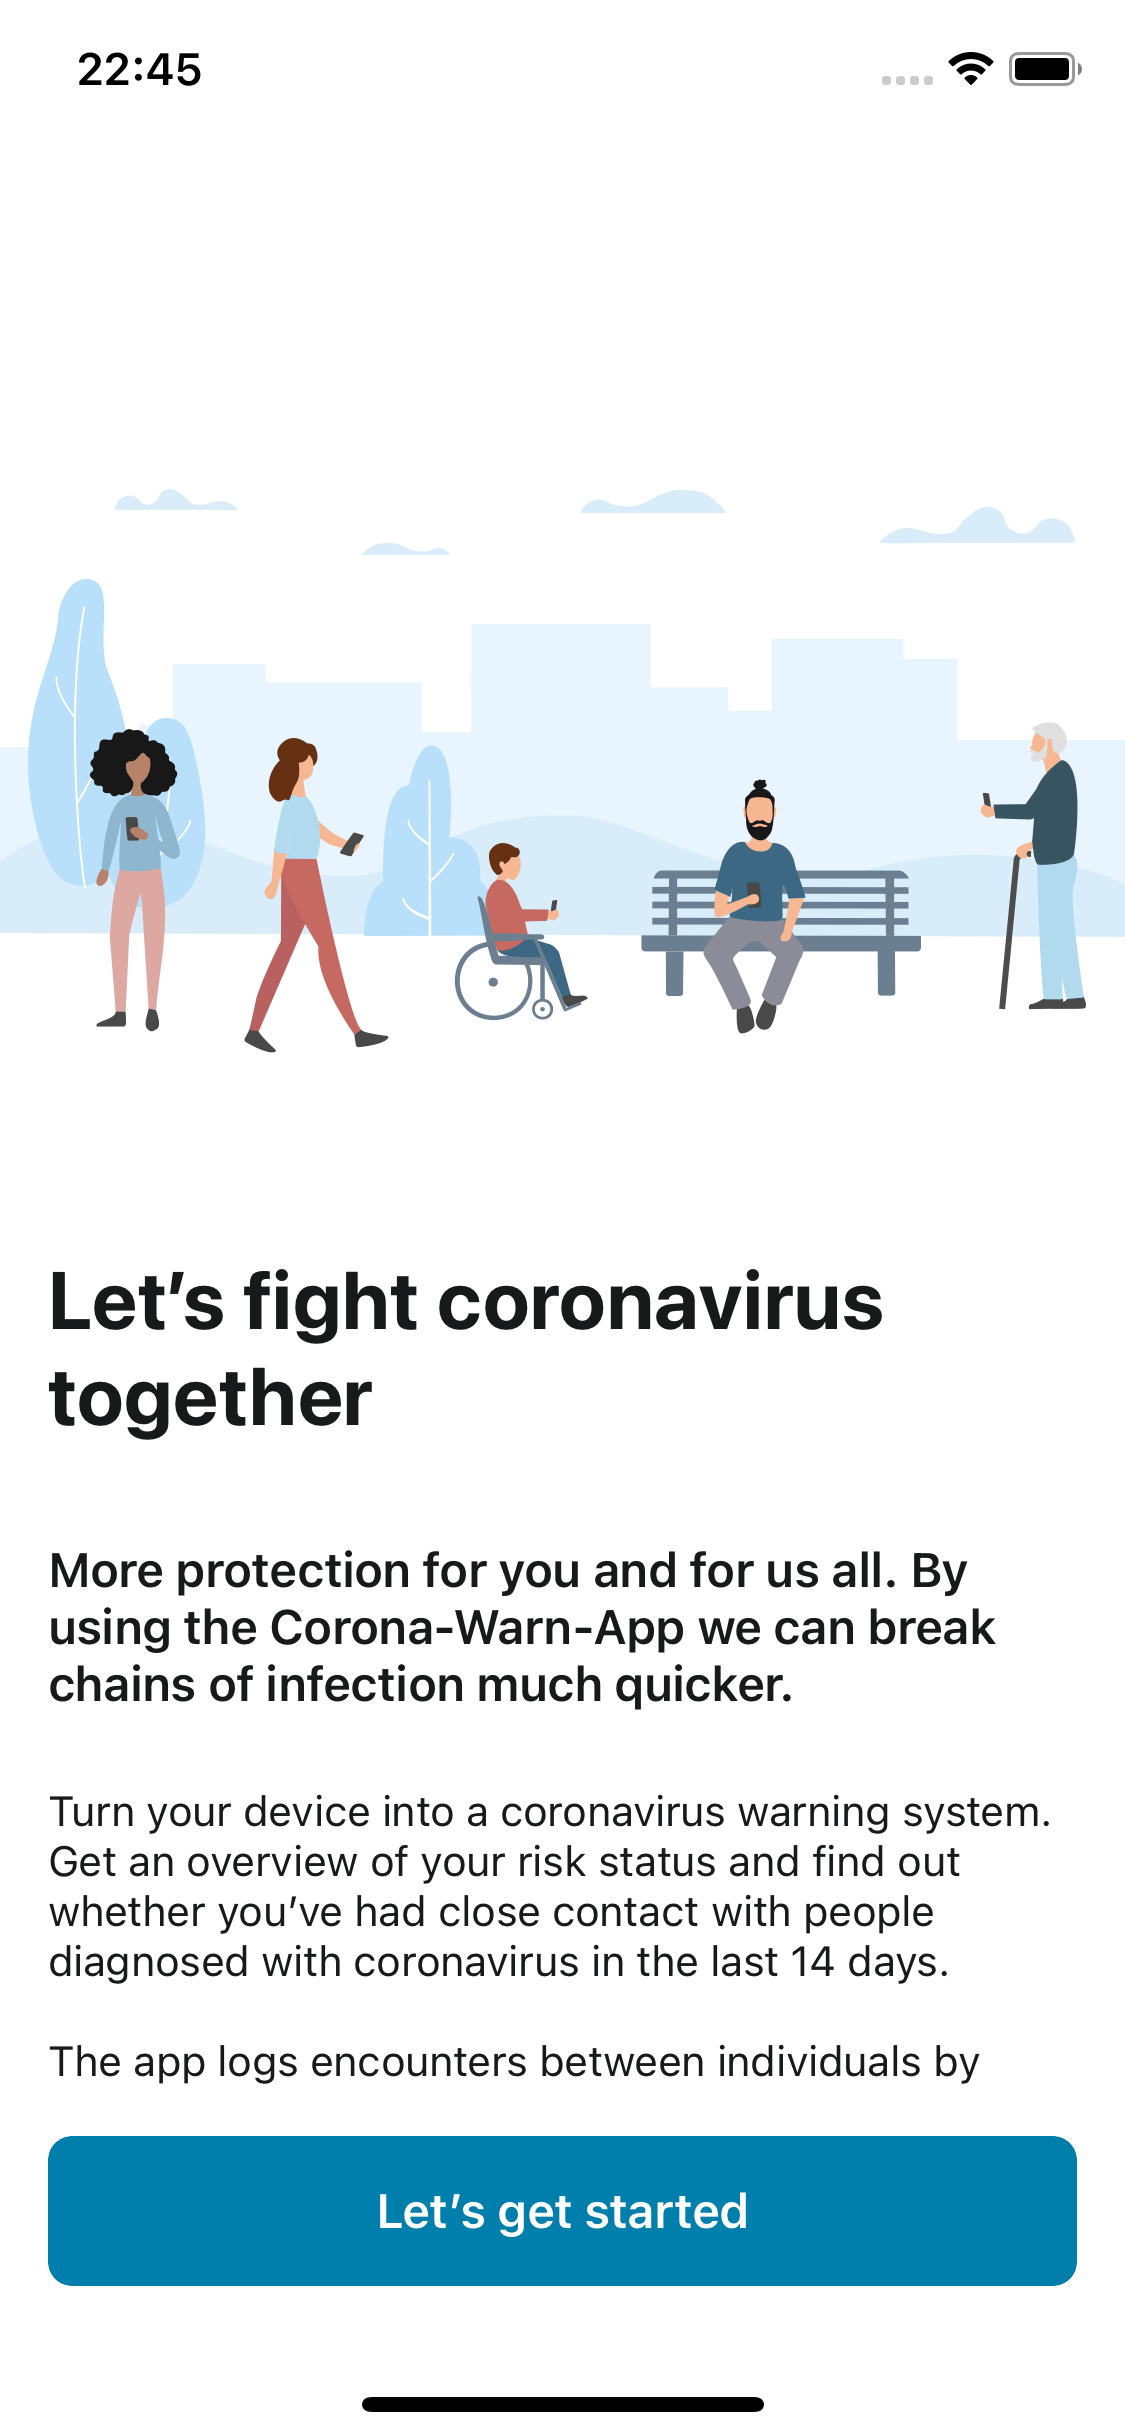 22:45
Let’s fight coronavirus
together
More protection for you and for us all. By
using the Corona-Warn-App we can break
chains of infection much quicker.
Turn your device into a coronavirus warning system.
Get an overview of your risk status and find out
whether you’ve had close contact with people
diagnosed with coronavirus in the last 14 days.
The app logs encounters between individuals by
Let’s get started